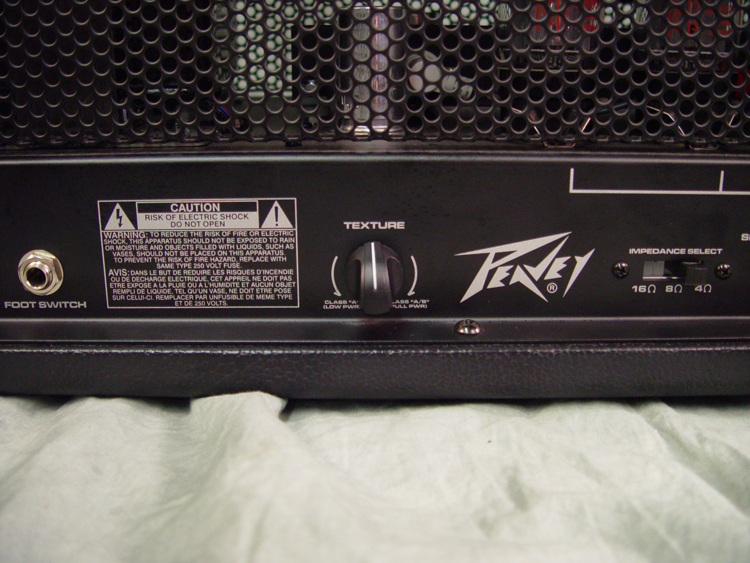 CAUTION
RISK OF ELECTRIC SHOCK
DO NOT OPEN
WARNING: TO REDUCE THE RISK OF FIRE OR ELECTRIC
SHOCK, THIS APPARATUS SHOULD NOT BE EXPOSED TO RAIN
OR MOISTURE AND OBJECTS FILLED WITH LIQUIDS, SUCH AS
VASES, SHOULD NOT BE PLACED ON THIS APPARATUS.
TO PREVENT THE RISK OF FIRE HAZARD, REPLACE WITH
SAME TYPE 250 VOLT FUSE.
AVIS: DANS LE BUT DE REDUIRE LES RISQUES D'INCENDIE
OU DE DECHARGE ELECTRIQUE, CET APPAREIL NE DOIT PAS
ETRE EXPOSE A LA PLUIE OU A L'HUMIDITE ET AUCUN OBJET
REMPLI DE LIQUIDE, TEL QU'UN VASE, NE DOIT ETRE POSE
SUR CELUI-CI. REMPLACER PAR UNFUSIBLE DE MEME TYPE
ET DE 250 VOLTS.
FOOT SWITCH
TEXTURE
CLASS "A"
(LOW PWR)
CLASS "A/B"
FULL PWR)
PEAVEY®
IMPEDANCE SELECT
16Ω 8Ω 4Ω